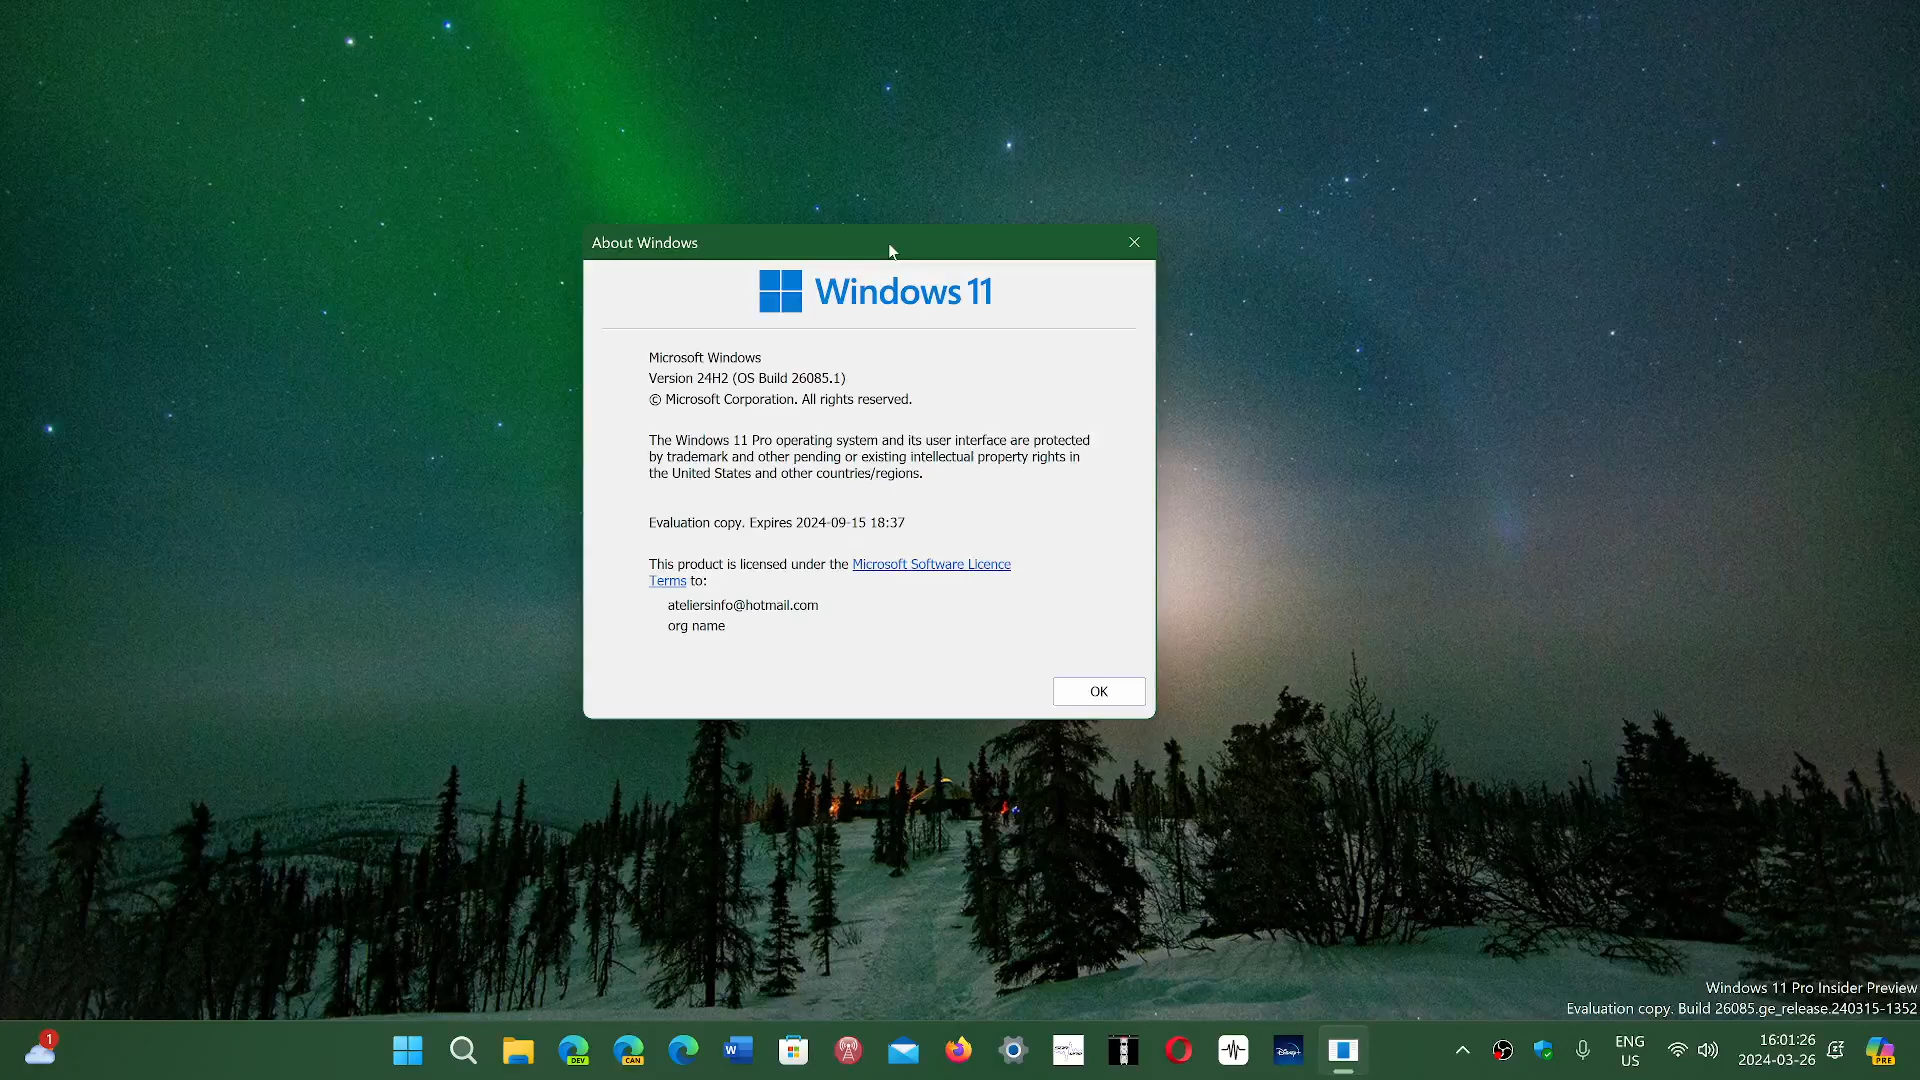 About Windows
Windows 11
Microsoft Windows
Version 24H2 (OS Build 26085.1)
© Microsoft Corporation. All rights reserved.
The Windows 11 Pro operating system and its user interface are protected
by trademark and other pending or existing intellectual property rights in
the United States and other countries/regions.
Evaluation copy. Expires 2024-09-15 18:37
This product is licensed under the Microsoft Software Licence
Terms to:
ateliersinfo@hotmail.com
org name
OK
Windows 11 Pro Insider Preview
Evaluation copy. Build 26085.ge_release.240315-1352
1
DEV
CAN
W
Disney+
ENG
US
16:01:26
2024-03-26
PRE